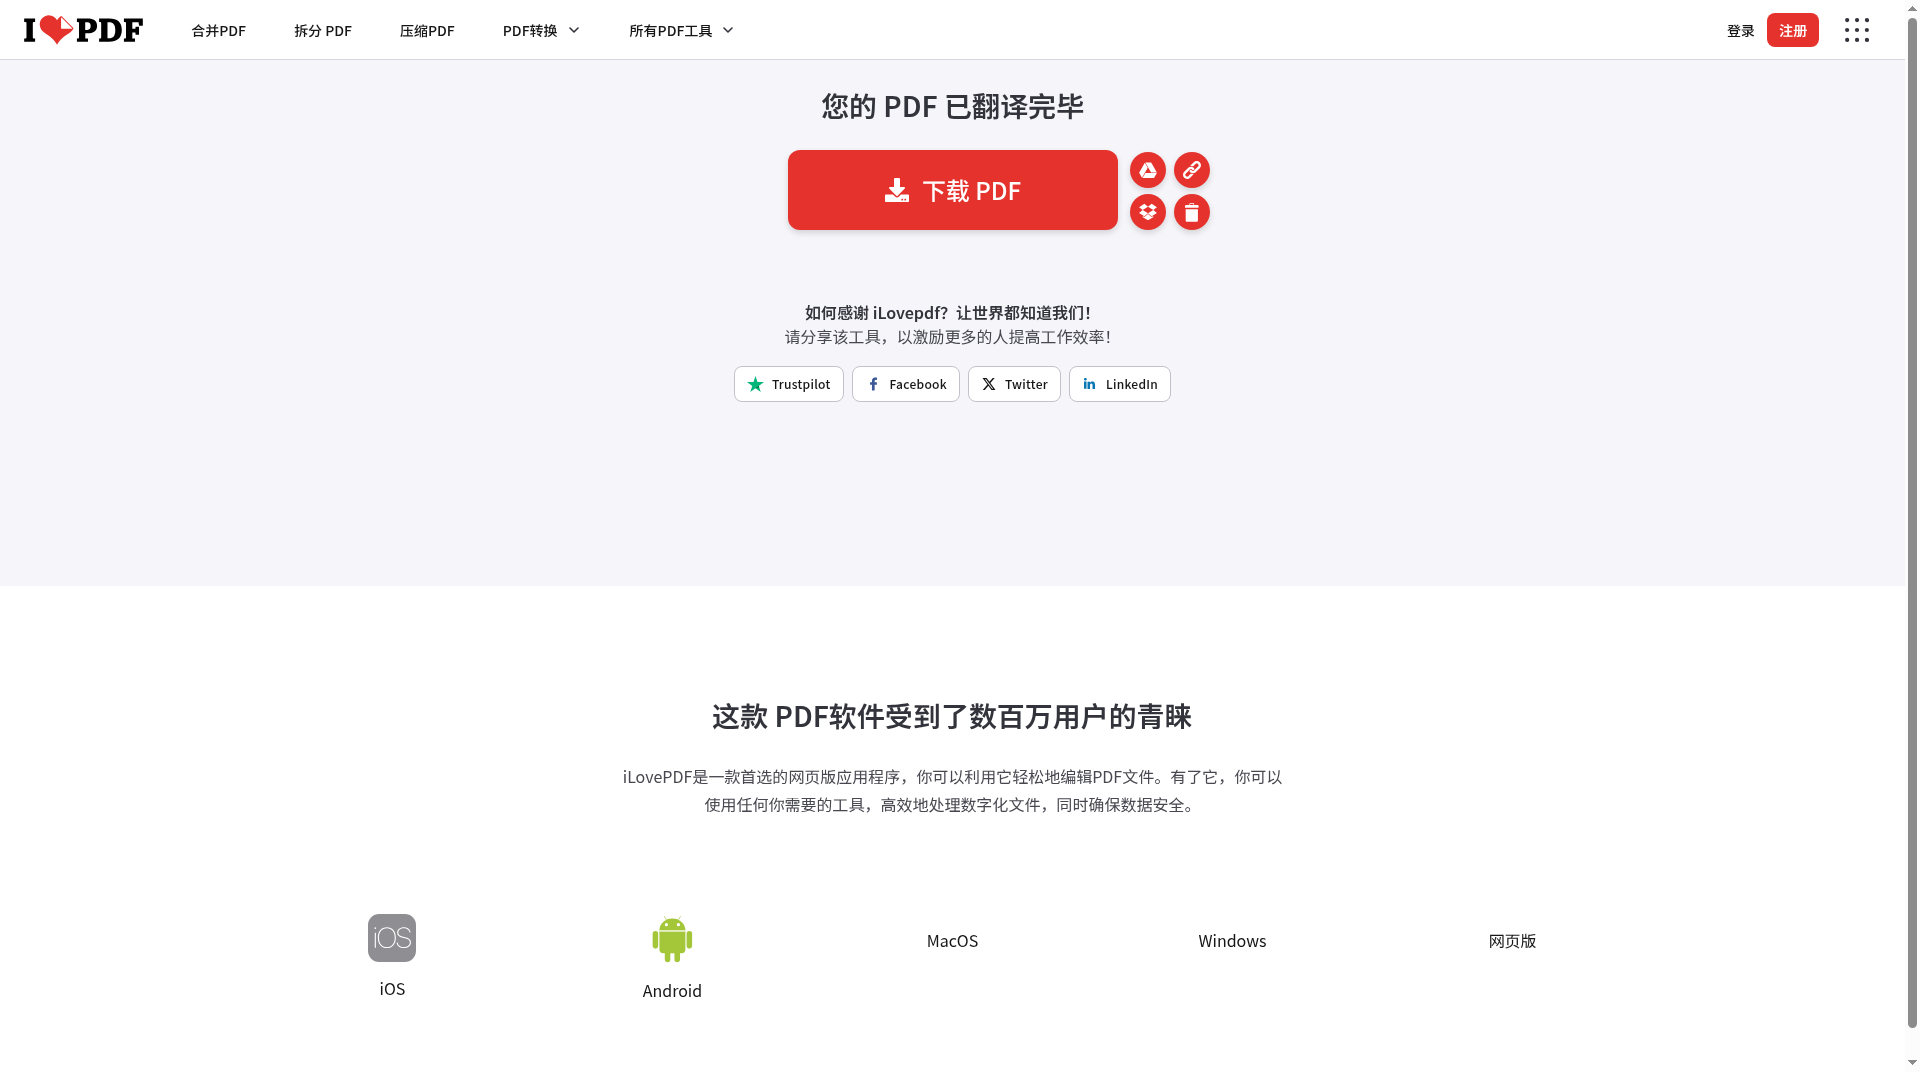 I PDF
合并PDF
拆分 PDF
压缩PDF
PDF转换
所有PDF工具
登录
注册
您的 PDF 已翻译完毕
下载 PDF
如何感谢 iLovepdf？让世界都知道我们！
请分享该工具，以激励更多的人提高工作效率！
Trustpilot
Facebook
Twitter
LinkedIn
这款 PDF软件受到了数百万用户的青睐
iLovePDF是一款首选的网页版应用程序，你可以利用它轻松地编辑PDF文件。有了它，你可以
使用任何你需要的工具，高效地处理数字化文件，同时确保数据安全。
iOS
iOS
Android
MacOS
Windows
网页版